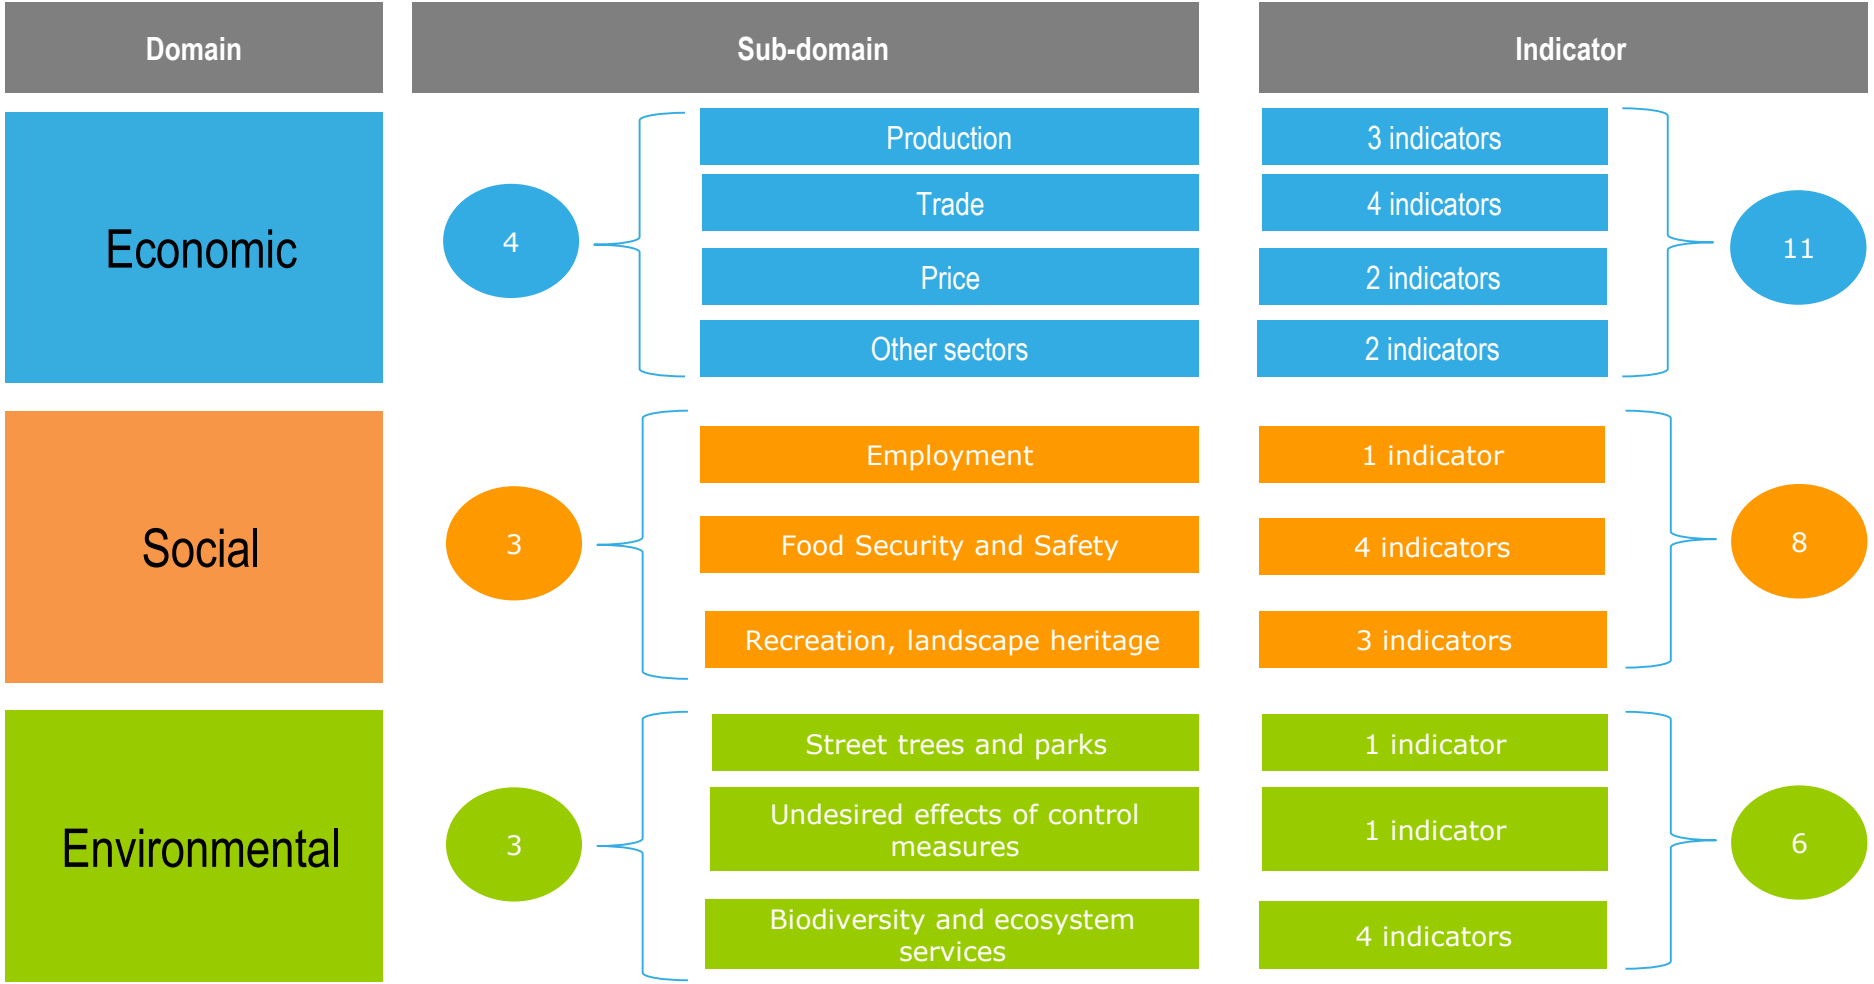 Domain
Sub-domain
Indicator
Economic
4
Production
3 indicators
Trade
4 indicators
Price
2 indicators
Other sectors
2 indicators
11
Social
3
Employment
1 indicator
Food Security and Safety
4 indicators
Recreation, landscape heritage
3 indicators
8
Environmental
3
Street trees and parks
1 indicator
Undesired effects of control
measures
1 indicator
Biodiversity and ecosystem
services
4 indicators
6